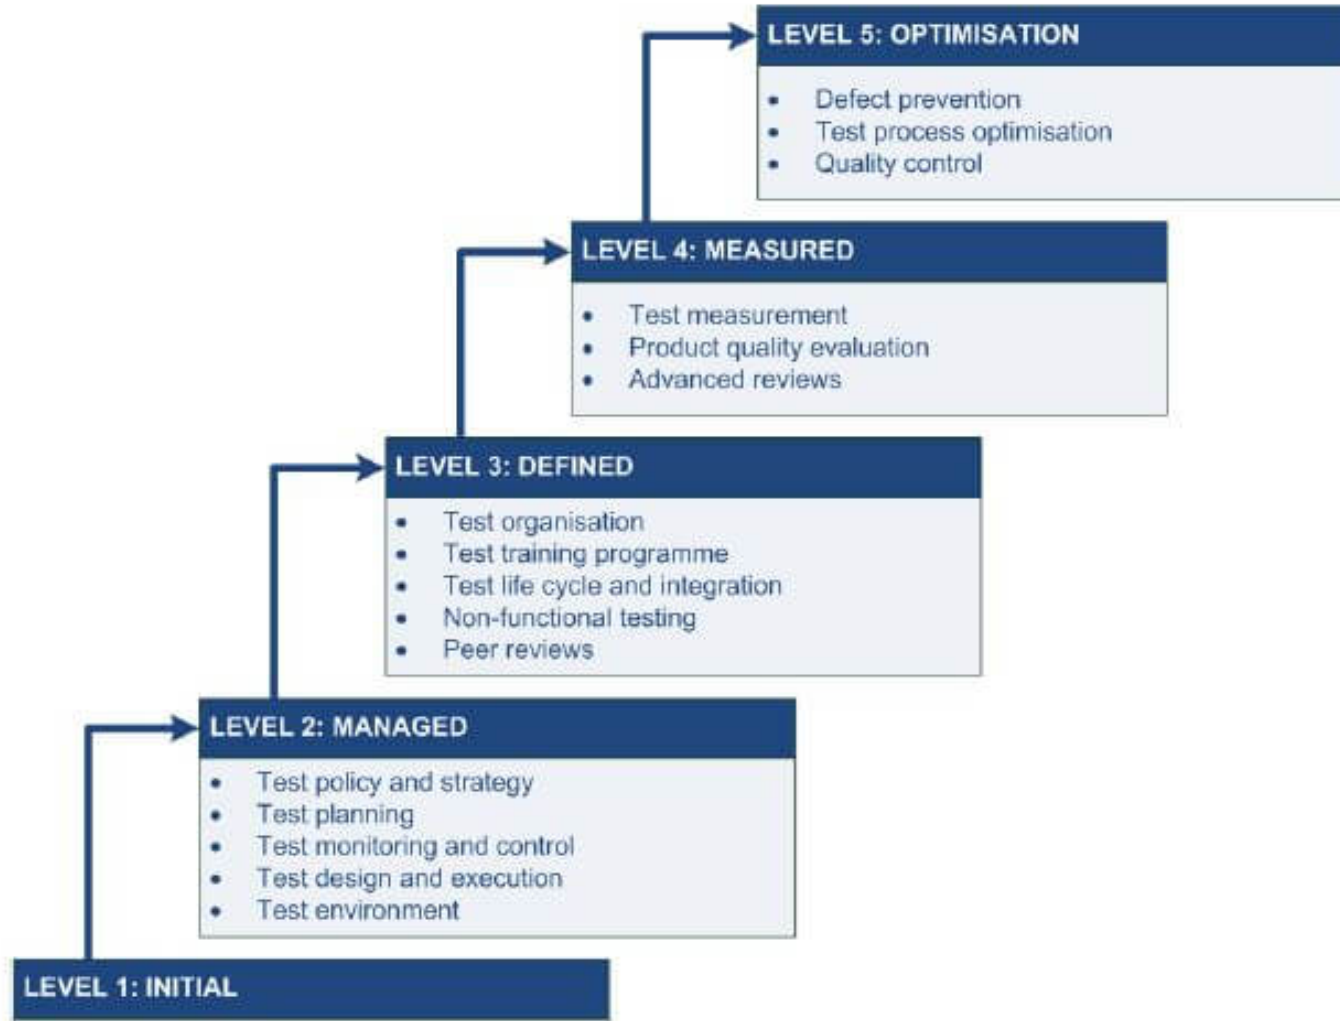 LEVEL 5: OPTIMISATION
• Defect prevention
• Test process optimisation
• Quality control
LEVEL 4: MEASURED
• Test measurement
• Product quality evaluation
• Advanced reviews
LEVEL 3: DEFINED
• Test organisation
• Test training programme
• Test life cycle and integration
• Non-functional testing
• Peer reviews
LEVEL 2: MANAGED
• Test policy and strategy
• Test planning
• Test monitoring and control
• Test design and execution
• Test environment
LEVEL 1: INITIAL